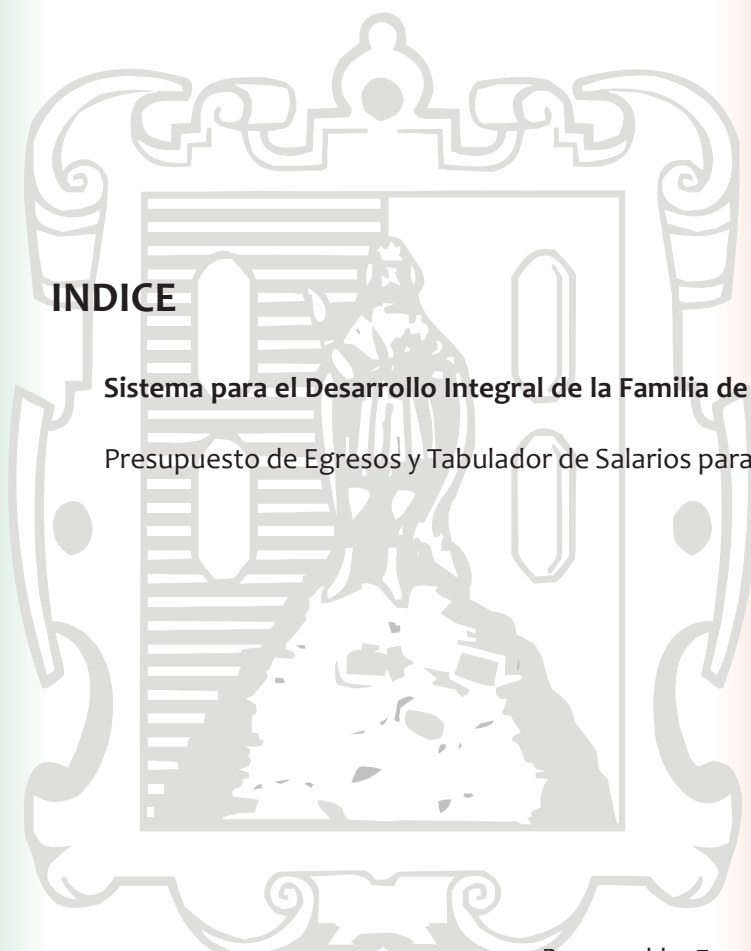 INDICE
Sistema para el Desarrollo Integral de la Familia de
Presupuesto de Egresos y Tabulador de Salarios para